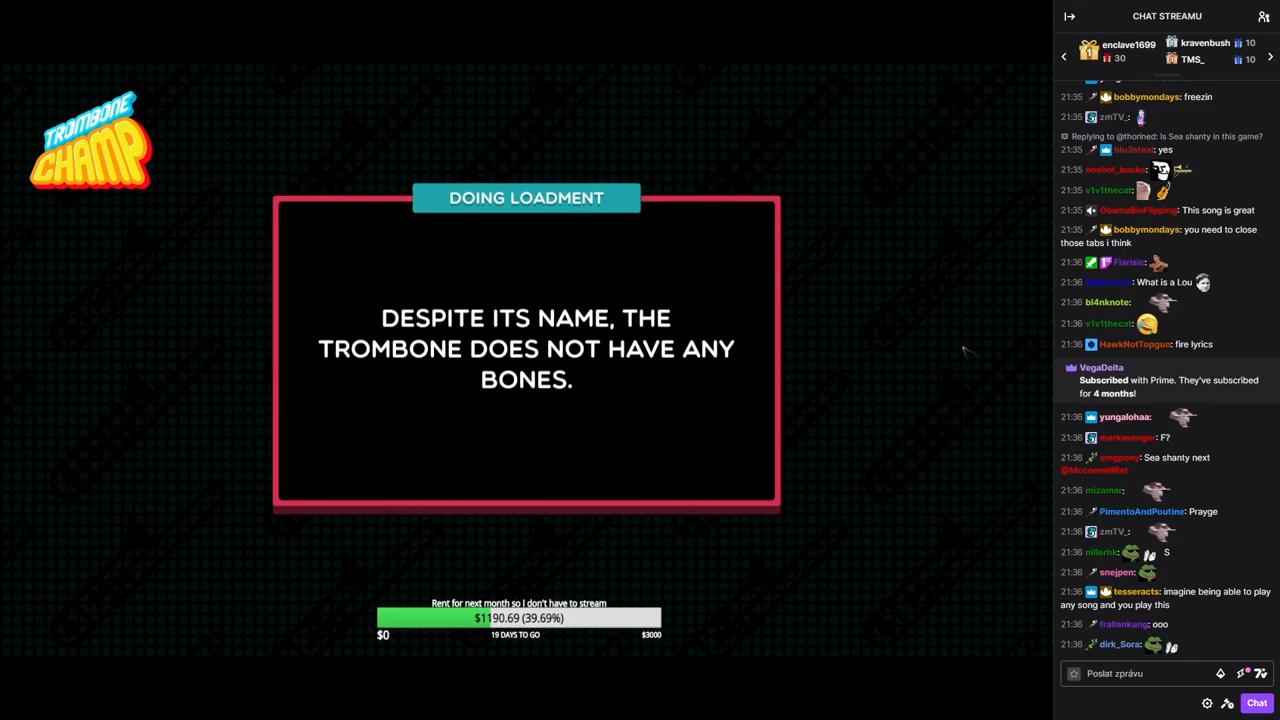 TROMBONE
CHAMP
DOING LOADMENT
DESPITE ITS NAME, THE
TROMBONE DOES NOT HAVE ANY
BONES.
Rent for next month so I don't have to stream
$1190.69 (39.69%)
$0
19 DAYS TO GO
$3000
CHAT STREAMU
enclave1699
30
kravenbush 10
TMS_ 10
21:35 bobbymondays: freezin
21:35 zmTV_:
Replying to @thorined: Is Sea shanty in this game?
21:35 blu3steal: yes
21:35 noshot_bucko:
21:35 v1v1thecat:
21:35 ObamaBinFlipping: This song is great
21:35 bobbymondays: you need to close
those tabs i think
21:36 Flarisic:
21:36 What is a Lou
21:36 bl4nknote:
21:36 v1v1thecat:
21:36 HawkNotTopgun: fire lyrics
VegaDelta
Subscribed with Prime. They've subscribed
for 4 months!
21:36 yungalohaa:
21:36 markavenger: F?
21:36 omgpony: Sea shanty next
@McconnellRet
21:36 mizamar:
21:36 PimentoAndPoutine: Prayge
21:36 zmTV_:
21:36 nillerhk: S
21:36 snejpen:
21:36 tesseracts: imagine being able to play
any song and you play this
21:36 frallankung: ooo
21:36 dirk_Sora:
Poslat zprávu
Chat